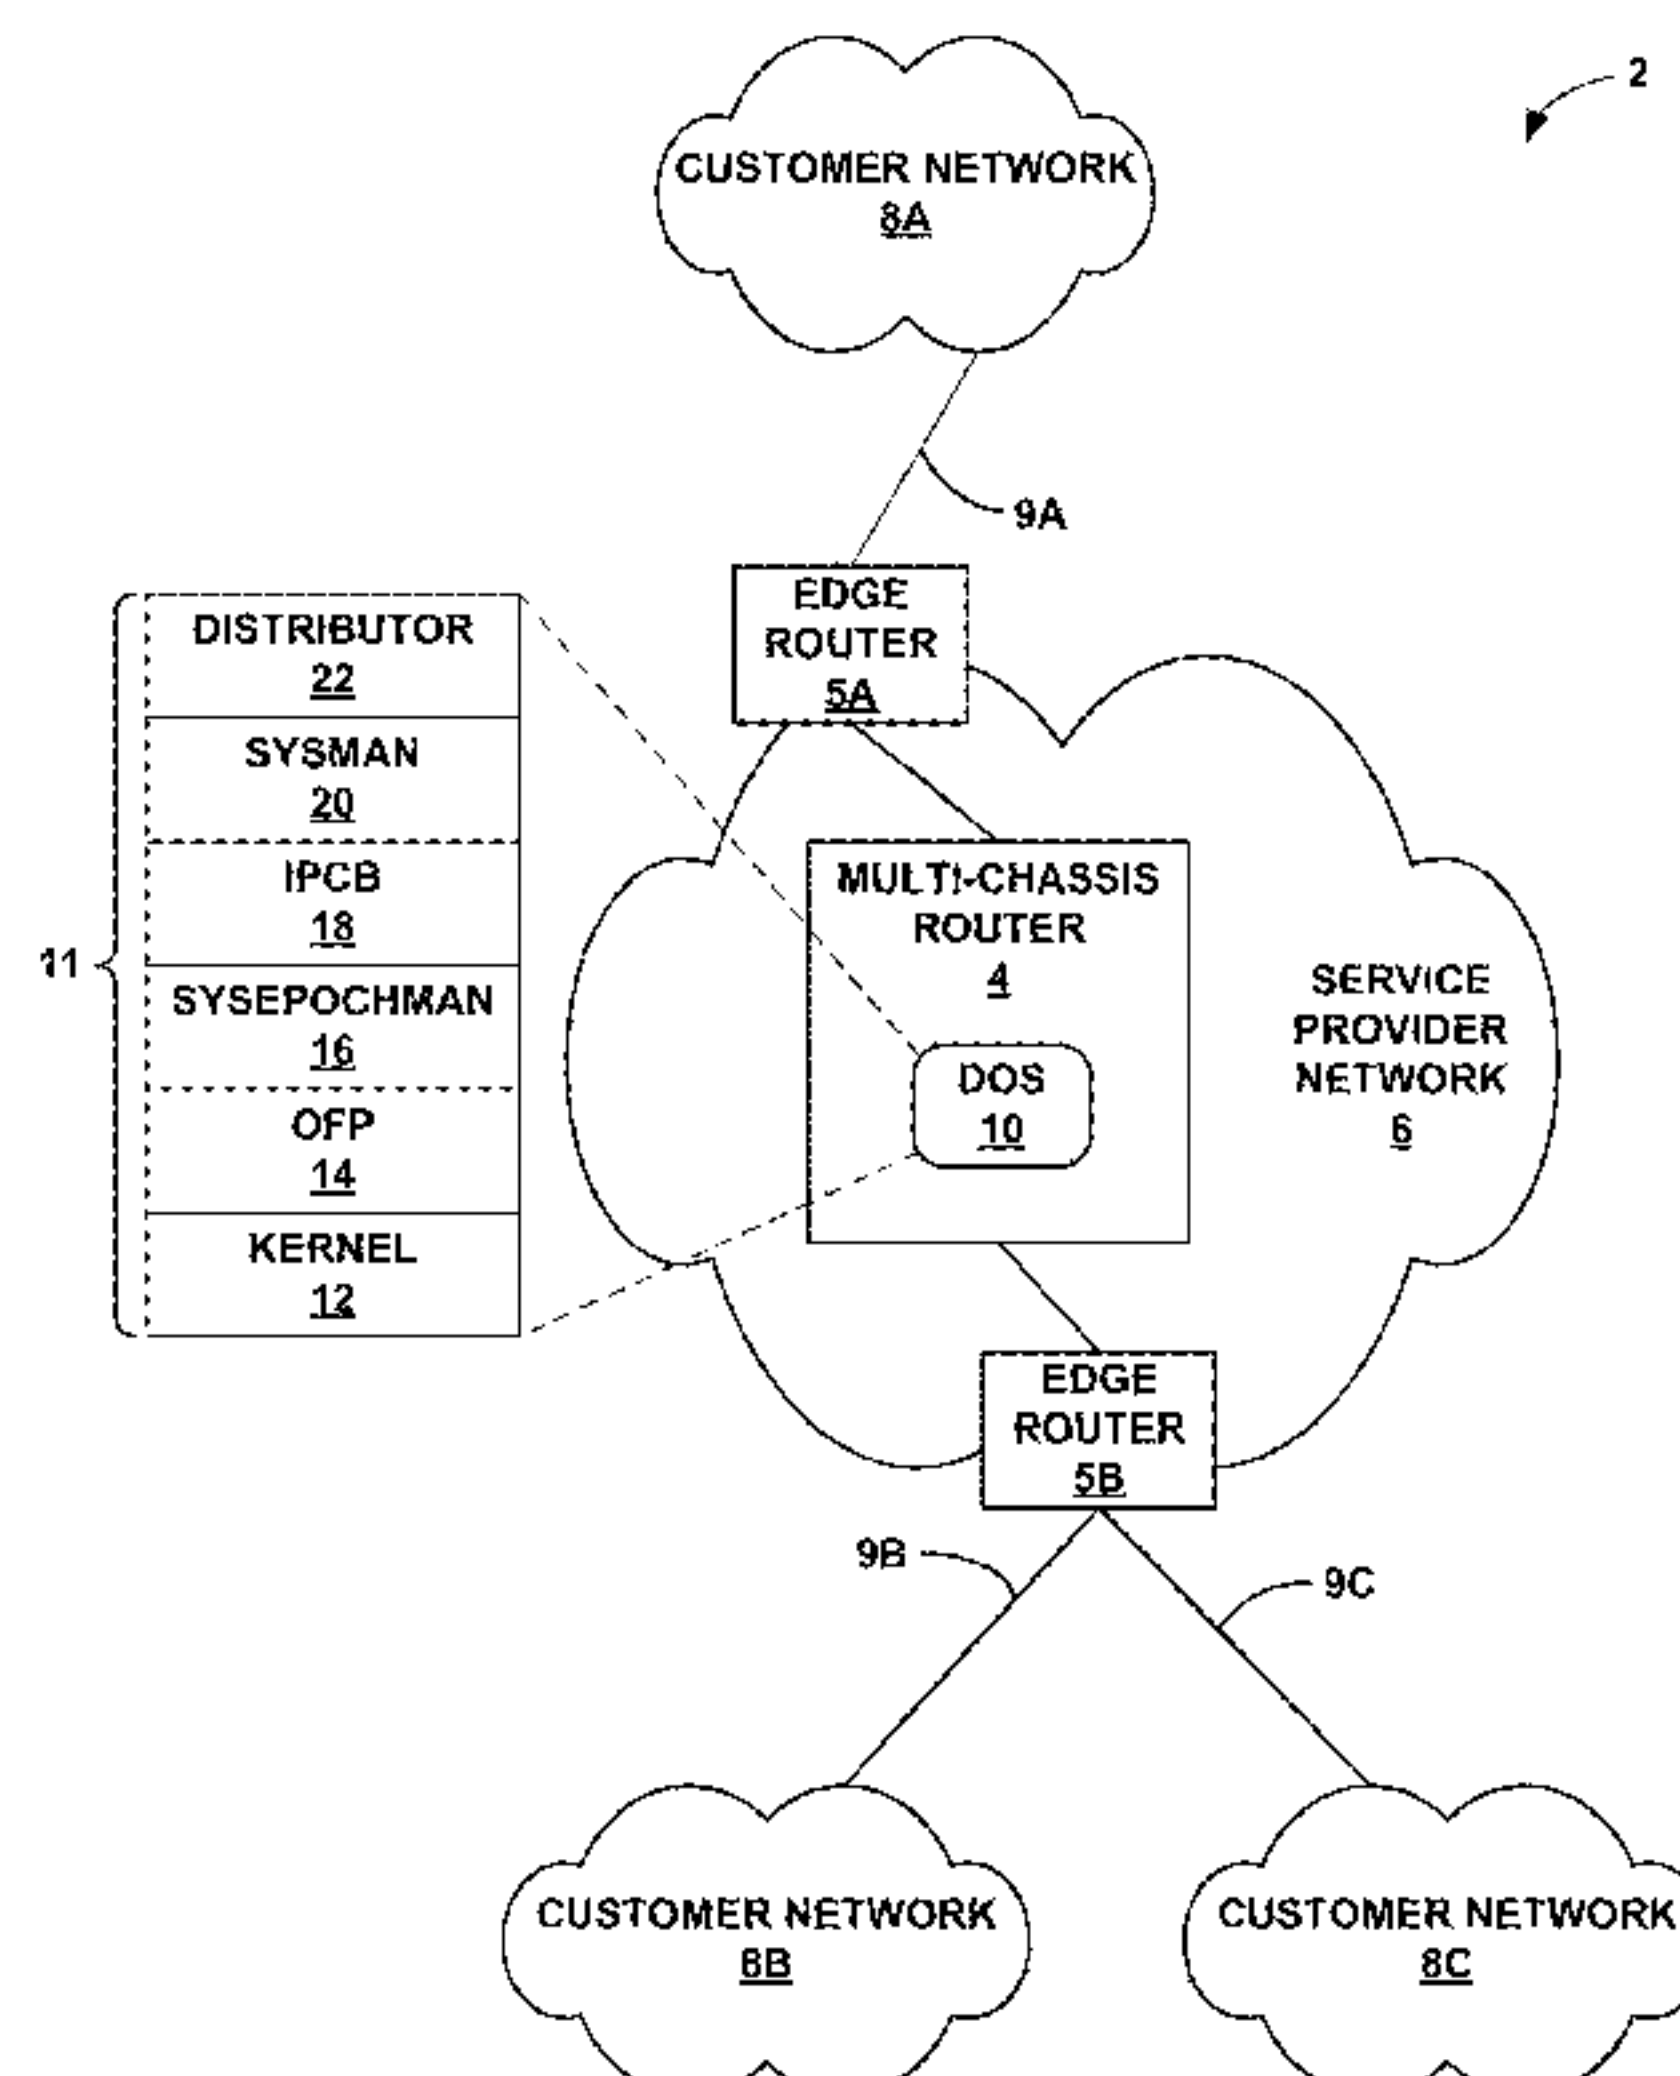 2
CUSTOMER NETWORK
8A
9A
EDGE
ROUTER
5A
DISTRIBUTOR
22
SYSMAN
20
IPCB
18
SYSEPOCHMAN
16
OFP
14
KERNEL
12
11
MULTI-CHASSIS
ROUTER
4
DOS
10
SERVICE
PROVIDER
NETWORK
6
EDGE
ROUTER
5B
9B
9C
CUSTOMER NETWORK
8B
CUSTOMER NETWORK
8C